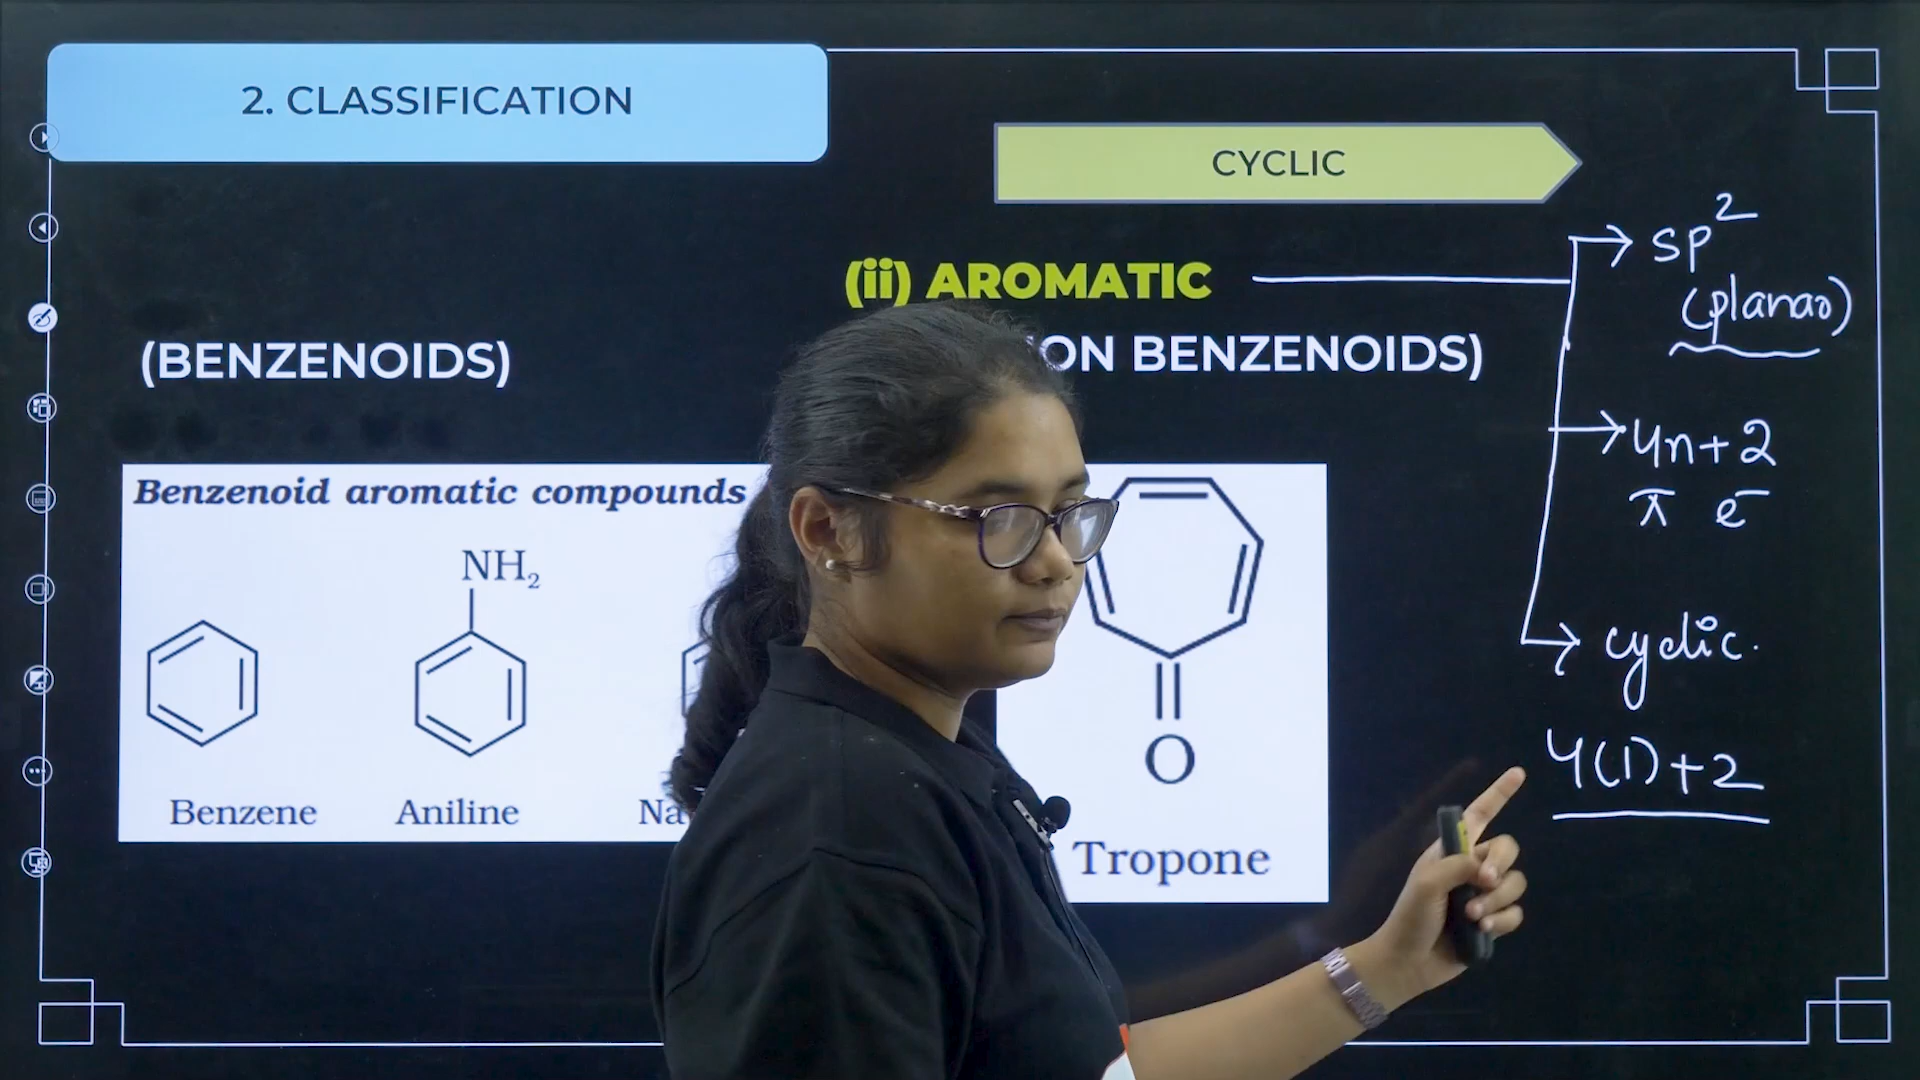 2. CLASSIFICATION
CYCLIC
(ii) AROMATIC
(BENZENOIDS)
BENZENOIDS)
Benzenoid aromatic compounds
NH₂
O
Benzene
Aniline
Tropone
→ sp²
(planar)
→ 4n+2
π e⁻
→ cyclic.
4(1)+2